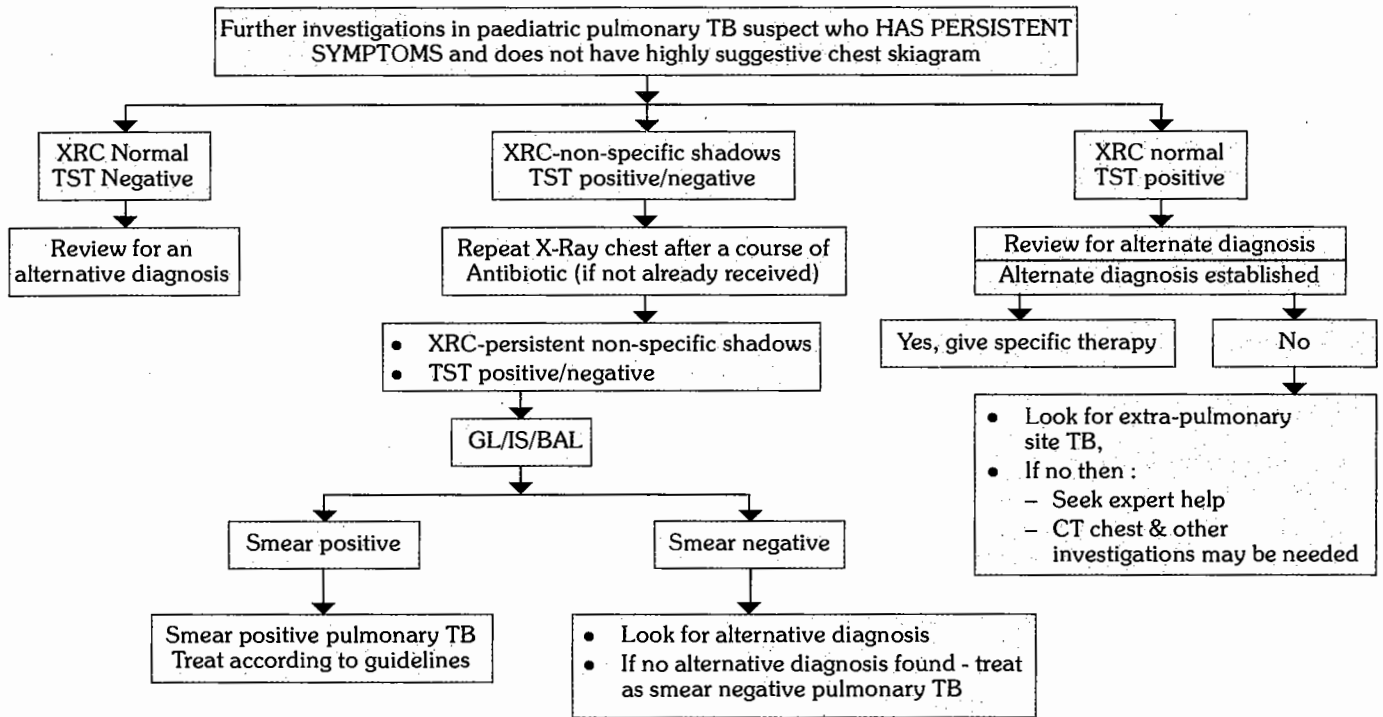 Further investigations in paediatric pulmonary TB suspect who HAS PERSISTENT
SYMPTOMS and does not have highly suggestive chest skiagram
XRC Normal
TST Negative
Review for an
alternative diagnosis
XRC-non-specific shadows
TST positive/negative
Repeat X-Ray chest after a course of
Antibiotic (if not already received)
• XRC-persistent non-specific shadows
• TST positive/negative
GL/IS/BAL
Smear positive
Smear positive pulmonary TB
Treat according to guidelines
Smear negative
• Look for alternative diagnosis
• If no alternative diagnosis found - treat
as smear negative pulmonary TB
XRC normal
TST positive
Review for alternate diagnosis
Alternate diagnosis established
Yes, give specific therapy
No
• Look for extra-pulmonary
site TB,
• If no then :
– Seek expert help
– CT chest & other
investigations may be needed